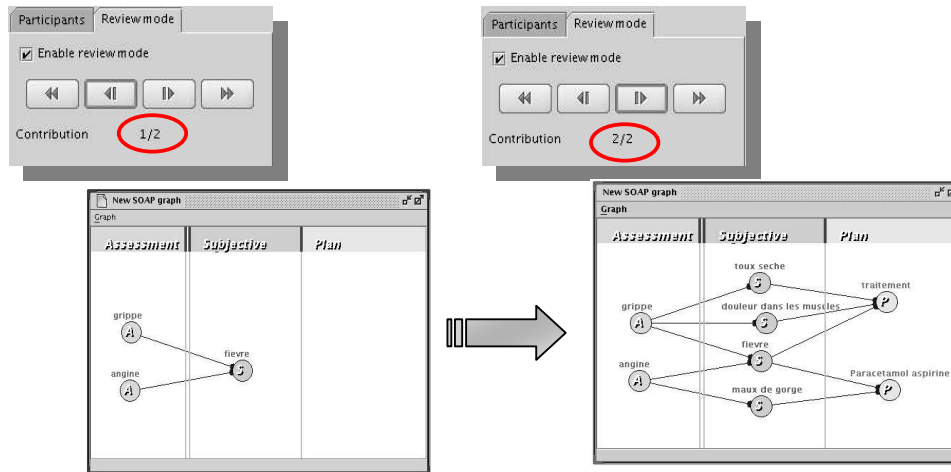 Participants Review mode
Enable review mode
Contribution 1/2
Participants Review mode
Enable review mode
Contribution 2/2
New SOAP graph
Graph
Assessment Subjective Plan
grippe
A
fievre
S
angine
A
New SOAP graph
Graph
Assessment Subjective Plan
toux seche
S
traitement
P
grippe
A
douleur dans les muscles
S
fievre
S
angine
A
Paracetamol aspirine
P
maux de gorge
S